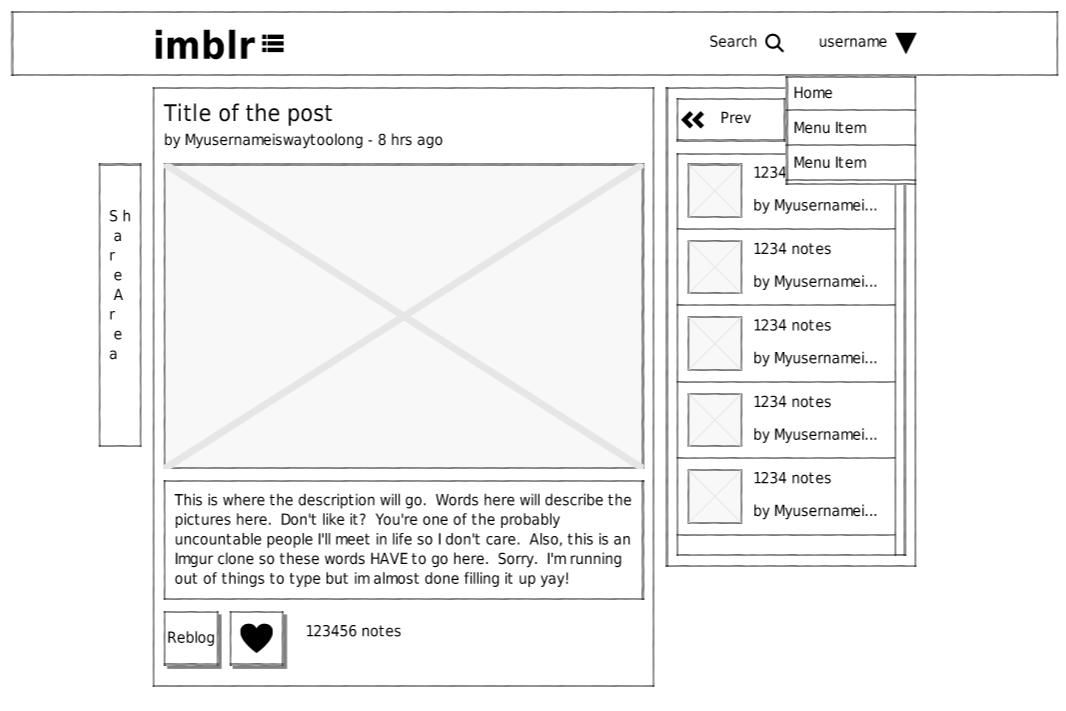 imblr
Search
username
Home
Menu Item
Menu Item
Title of the post
by Myusernameiswaytoolong - 8 hrs ago
S h
a
r
e
A
r
e
a
This is where the description will go. Words here will describe the
pictures here. Don't like it? You're one of the probably
uncountable people I'll meet in life so I don't care. Also, this is an
Imgur clone so these words HAVE to go here. Sorry. I'm running
out of things to type but im almost done filling it up yay!
Reblog
123456 notes
Prev
1234
by Myusernamei...
1234 notes
by Myusernamei...
1234 notes
by Myusernamei...
1234 notes
by Myusernamei...
1234 notes
by Myusernamei...